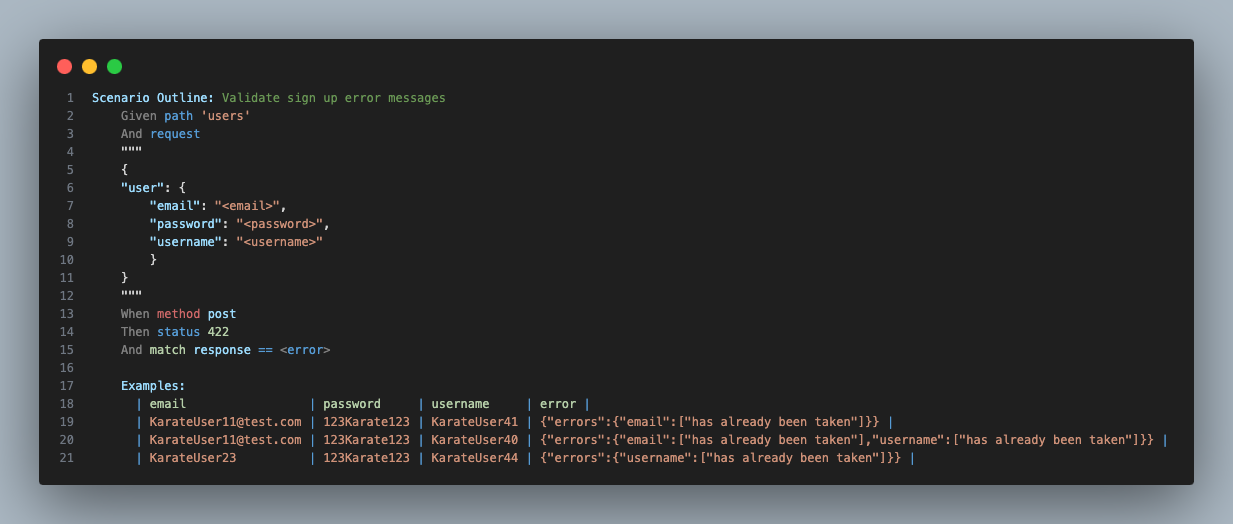 1 Scenario Outline: Validate sign up error messages
2 Given path 'users'
3 And request
4 """
5 {
6 "user": {
7 "email": "<email>",
8 "password": "<password>",
9 "username": "<username>"
10 }
11 }
12 """
13 When method post
14 Then status 422
15 And match response == <error>
16
17 Examples:
18 | email | password | username | error |
19 | KarateUser11@test.com | 123Karate123 | KarateUser41 | {"errors":{"email":["has already been taken"]}} |
20 | KarateUser11@test.com | 123Karate123 | KarateUser40 | {"errors":{"email":["has already been taken"],"username":["has already been taken"]}} |
21 | KarateUser23 | 123Karate123 | KarateUser44 | {"errors":{"username":["has already been taken"]}} |